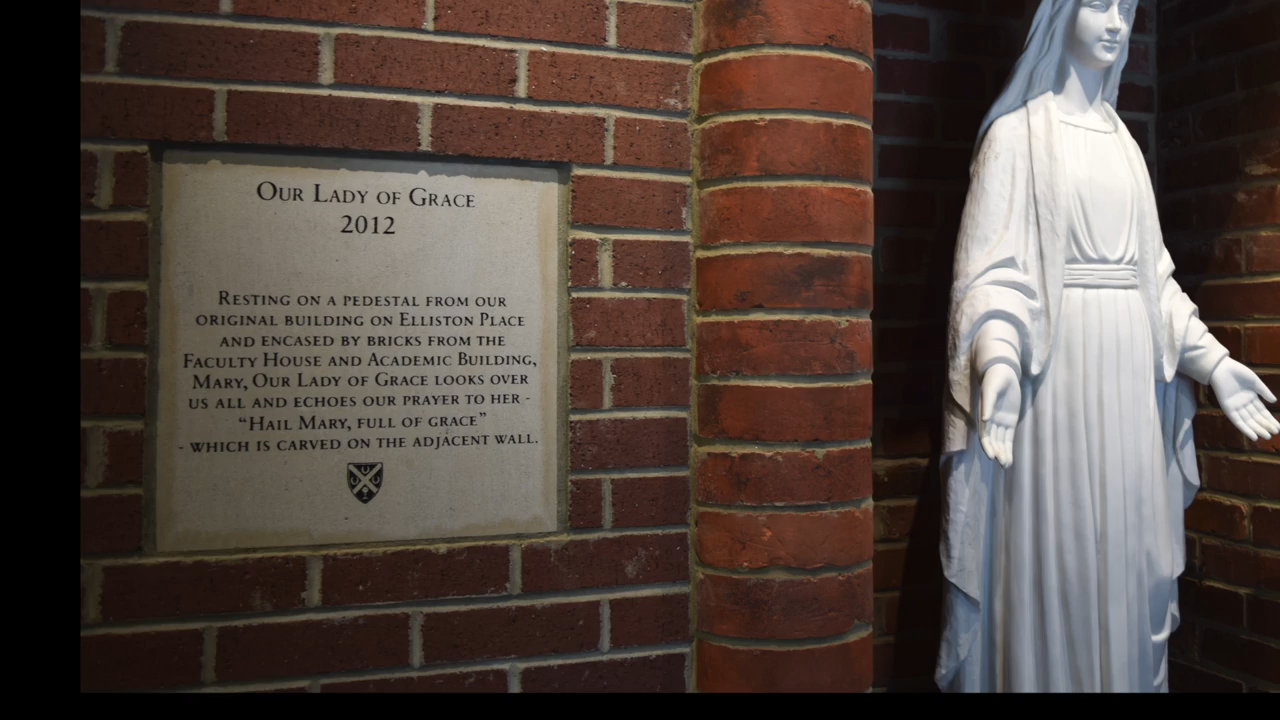 Our Lady of Grace
2012
Resting on a pedestal from our
original building on Elliston Place
and encased by bricks from the
Faculty House and Academic Building,
Mary, Our Lady of Grace looks over
us all and echoes our prayer to her -
“Hail Mary, full of grace”
- which is carved on the adjacent wall.